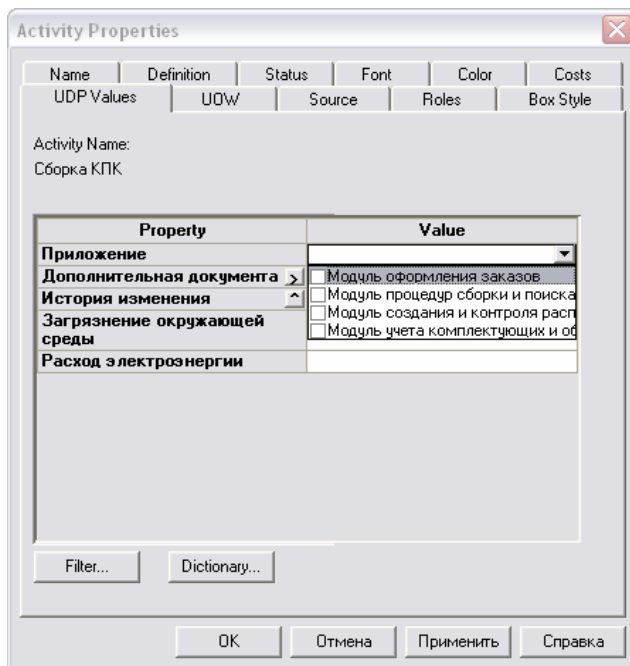 Activity Properties
Name Definition Status Font Color Costs
UDP Values UOW Source Roles Box Style
Activity Name:
Сборка КПК
Property Value
Приложение
Дополнительная документа > Модуль оформления заказов
История изменения ^ Модуль процедур сборки и поиска
Загрязнение окружающей Модуль создания и контроля расп
среды Модуль учета комплектующих и об
Расход электроэнергии
Filter... Dictionary...
OK Отмена Применить Справка